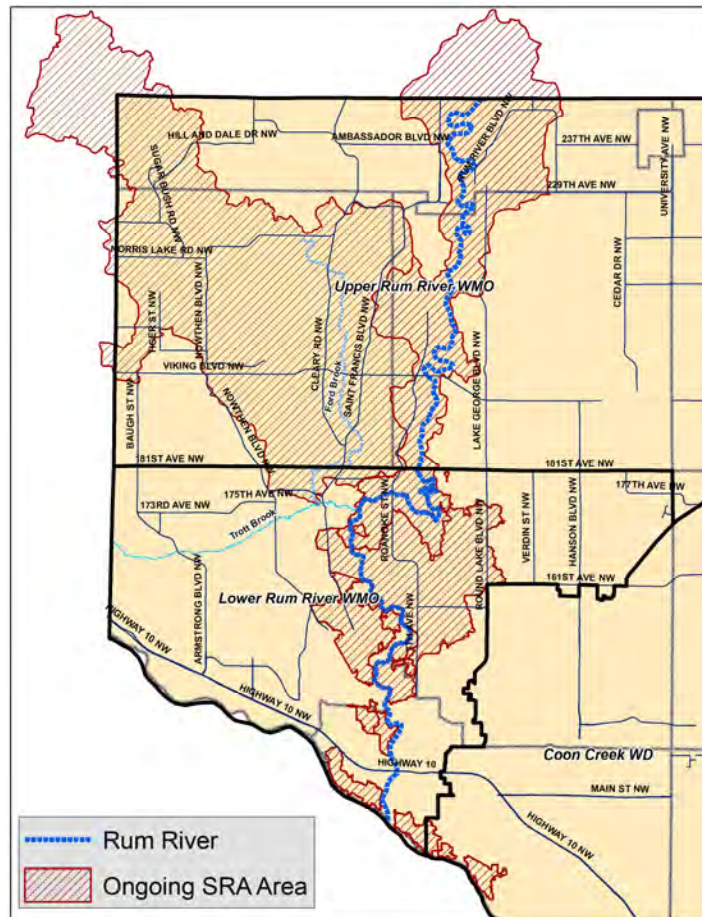 HILL AND DALE DR NW
AMBASSADOR BLVD NW
RUM RIVER BLVD NW
237TH AVE NW
UNIVERSITY AVE NW
SUGAR BUSH RD NW
229TH AVE NW
NORRIS LAKE RD NW
CEDAR DR NW
Upper Rum River WMO
NOWTHEN BLVD NW
CLEARY RD NW
Ford Brook
SAINT FRANCIS BLVD NW
LAKE GEORGE BLVD NW
VIKING BLVD NW
BAUGH ST NW
NOWTHEN BLVD NW
181ST AVE NW
181ST AVE NW
177TH AVE NW
175TH AVE NW
173RD AVE NW
ROANOKE ST NW
Trott Brook
ROUND LAKE BLVD NW
VERDIN ST NW
HANSON BLVD NW
161ST AVE NW
ARMSTRONG BLVD NW
Lower Rum River WMO
HIGHWAY 10 NW
HIGHWAY 10 NW
HIGHWAY 10
Coon Creek WD
MAIN ST NW
HIGHWAY 10 NW
Rum River
Ongoing SRA Area